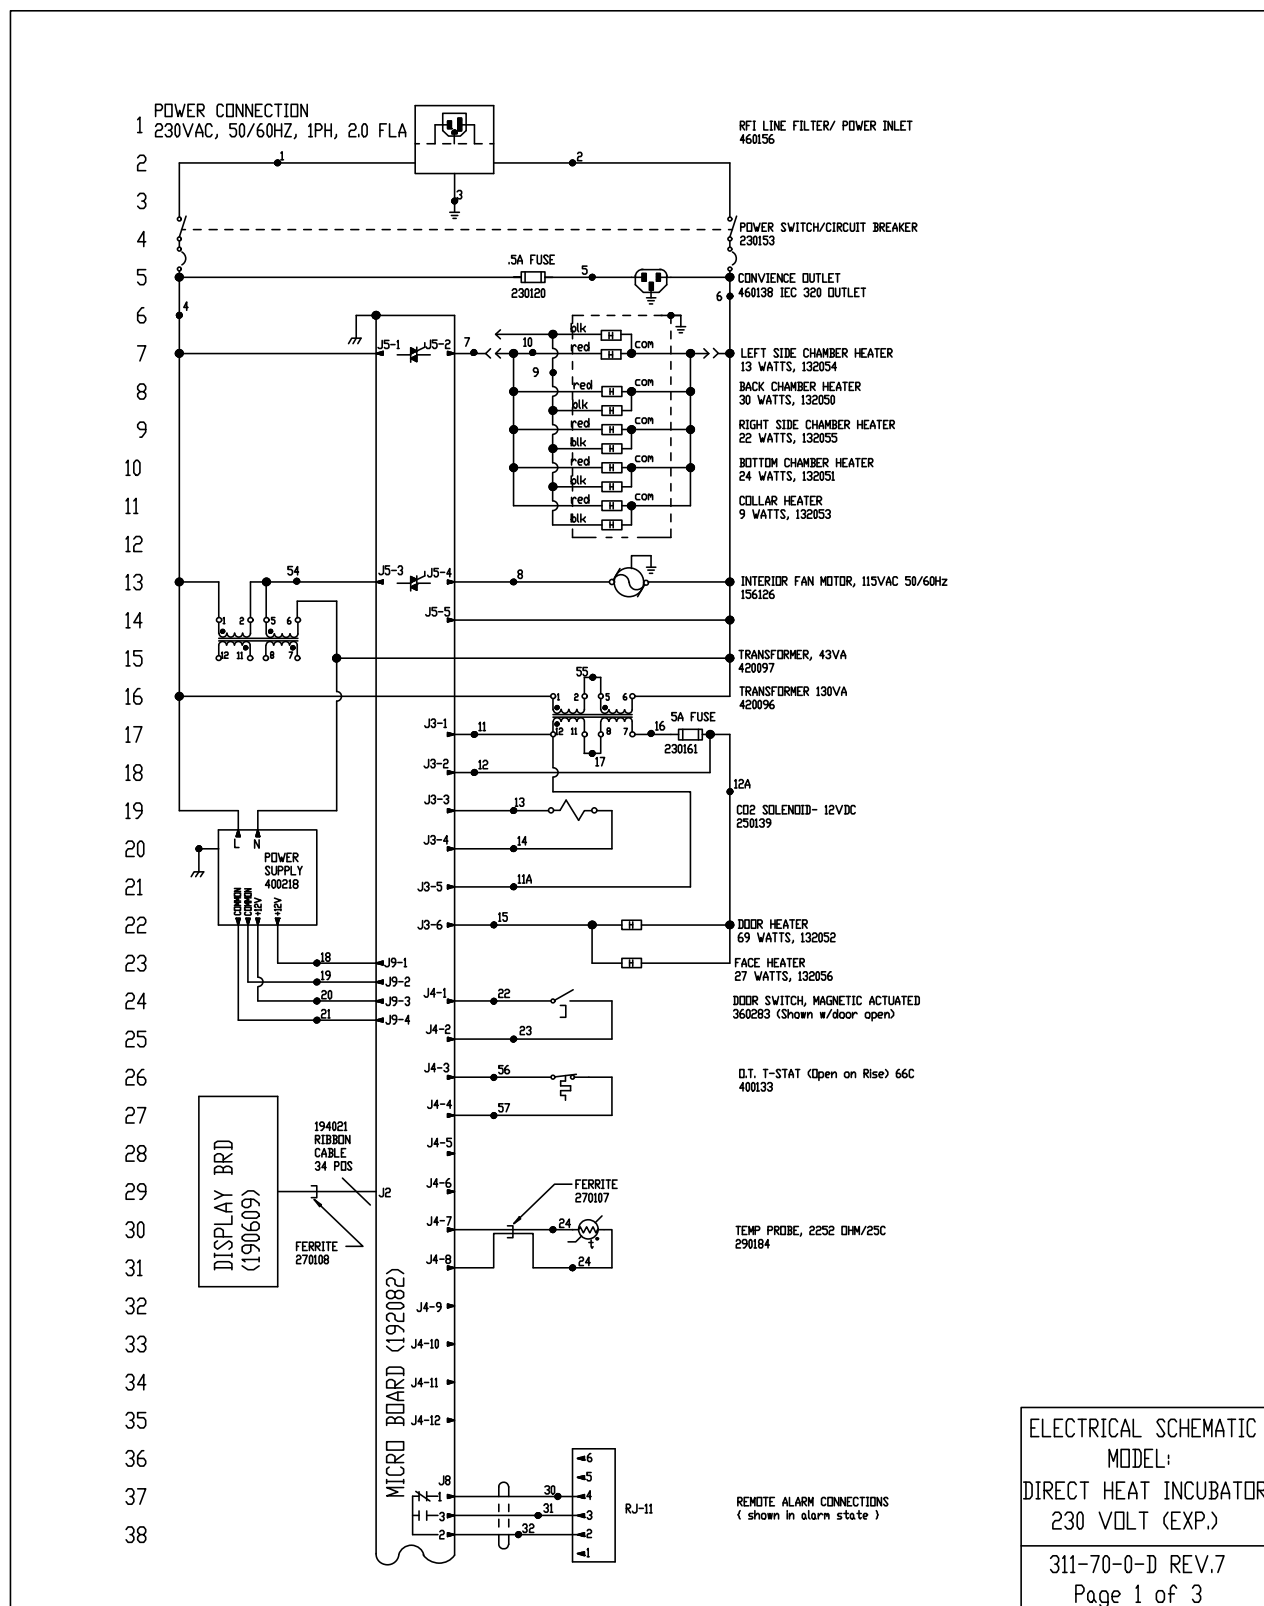 1
POWER CONNECTION
230VAC, 50/60HZ, 1PH, 2.0 FLA
RFI LINE FILTER/ POWER INLET
460156
2
1
2
3
3
4
POWER SWITCH/CIRCUIT BREAKER
230153
5
.5A FUSE
230120
5
CONVIENCE OUTLET
460138 IEC 320 OUTLET
6
4
6
7
J5-1
J5-2
7
10
9
blk
red
com
LEFT SIDE CHAMBER HEATER
13 WATTS, 132054
8
red
com
blk
BACK CHAMBER HEATER
30 WATTS, 132050
9
red
com
blk
RIGHT SIDE CHAMBER HEATER
22 WATTS, 132055
10
red
com
blk
BOTTOM CHAMBER HEATER
24 WATTS, 132051
11
red
com
blk
COLLAR HEATER
9 WATTS, 132053
H
H
H
H
H
H
H
H
H
H
12
13
54
J5-3
J5-4
8
INTERIOR FAN MOTOR, 115VAC 50/60Hz
156126
14
1 2 5 6
J5-5
15
12 11 8 7
TRANSFORMER, 43VA
420097
16
55
1 2 5 6
TRANSFORMER 130VA
420096
17
J3-1
11
12 11 8 7
17
16
5A FUSE
230161
18
J3-2
12
12A
19
J3-3
13
CO2 SOLENOID- 12VDC
250139
20
L N
POWER
SUPPLY
400218
J3-4
14
21
COMMON
COMMON
+12V
+12V
J3-5
11A
22
J3-6
15
H
DOOR HEATER
69 WATTS, 132052
23
18
J9-1
H
FACE HEATER
27 WATTS, 132056
19
J9-2
24
20
J9-3
J4-1
22
DOOR SWITCH, MAGNETIC ACTUATED
360283 (Shown w/door open)
21
J9-4
25
J4-2
23
26
J4-3
56
O.T. T-STAT (Open on Rise) 66C
400133
27
J4-4
57
28
194021
RIBBON
CABLE
34 POS
J4-5
29
DISPLAY BRD
(190609)
J2
J4-6
FERRITE
270107
30
FERRITE
270108
J4-7
24
t°
TEMP PROBE, 2252 OHM/25C
290184
31
J4-8
24
32
MICRO BOARD (192082)
J4-9
33
J4-10
34
J4-11
35
J4-12
36
J8
6
5
37
1
30
4
RJ-11
REMOTE ALARM CONNECTIONS
( shown in alarm state )
3
31
3
38
2
32
2
1
ELECTRICAL SCHEMATIC
MODEL:
DIRECT HEAT INCUBATOR
230 VOLT (EXP.)
311-70-0-D REV.7
Page 1 of 3